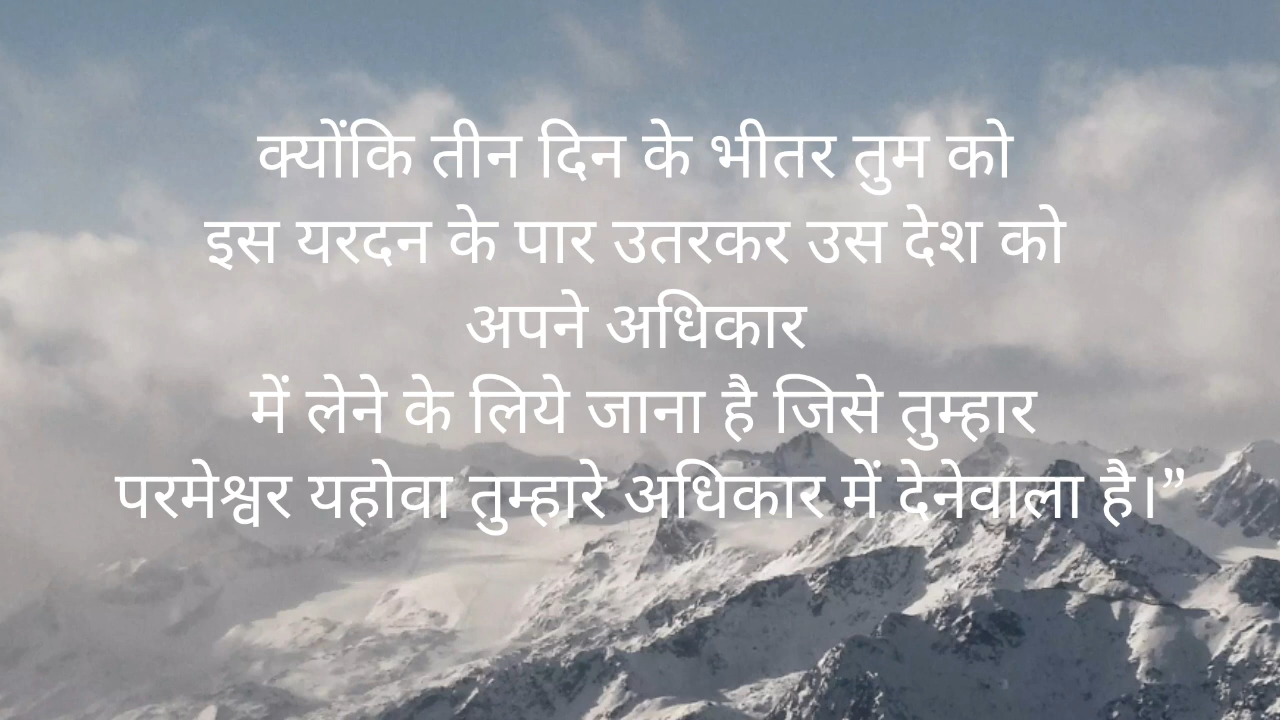 क्योंकि तीन दिन के भीतर तुम को
इस यरदन के पार उतरकर उस देश को
अपने अधिकार
में लेने के लिये जाना है जिसे तुम्हार
परमेश्वर यहोवा तुम्हारे अधिकार में देनेवाला है।”